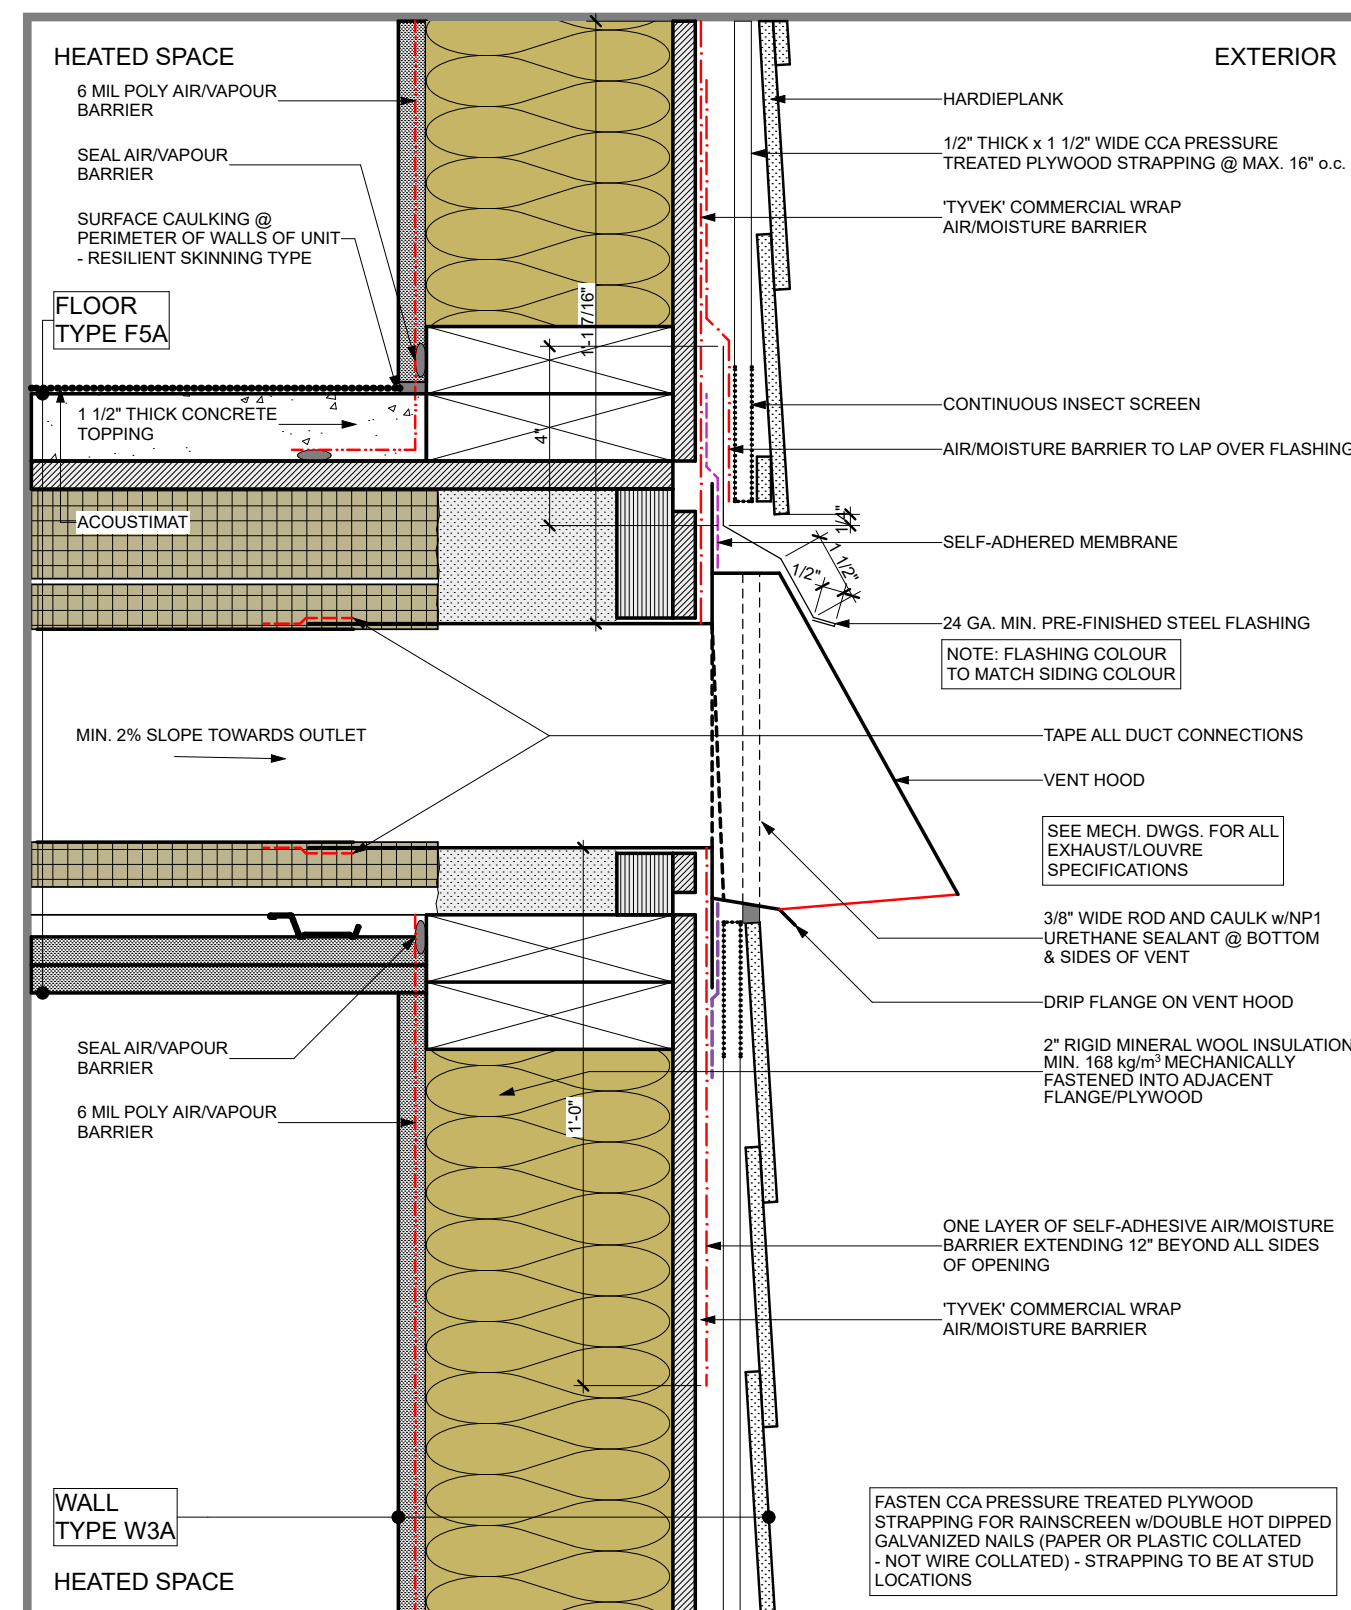 HEATED SPACE
EXTERIOR
6 MIL POLY AIR/VAPOUR
BARRIER
SEAL AIR/VAPOUR
BARRIER
SURFACE CAULKING @
PERIMETER OF WALLS OF UNIT
- RESILIENT SKINNING TYPE
FLOOR
TYPE F5A
1 1/2" THICK CONCRETE
TOPPING
ACOUSTIMAT
MIN. 2% SLOPE TOWARDS OUTLET
SEAL AIR/VAPOUR
BARRIER
6 MIL POLY AIR/VAPOUR
BARRIER
WALL
TYPE W3A
HEATED SPACE
1'-1 7/16"
4"
1'-0"
1/4"
1 1/2"
1/2"
HARDIEPLANK
1/2" THICK x 1 1/2" WIDE CCA PRESSURE
TREATED PLYWOOD STRAPPING @ MAX. 16" o.c.
'TYVEK' COMMERCIAL WRAP
AIR/MOISTURE BARRIER
CONTINUOUS INSECT SCREEN
AIR/MOISTURE BARRIER TO LAP OVER FLASHING
SELF-ADHERED MEMBRANE
24 GA. MIN. PRE-FINISHED STEEL FLASHING
NOTE: FLASHING COLOUR
TO MATCH SIDING COLOUR
TAPE ALL DUCT CONNECTIONS
VENT HOOD
SEE MECH. DWGS. FOR ALL
EXHAUST/LOUVRE
SPECIFICATIONS
3/8" WIDE ROD AND CAULK w/NP1
URETHANE SEALANT @ BOTTOM
& SIDES OF VENT
DRIP FLANGE ON VENT HOOD
2" RIGID MINERAL WOOL INSULATION
MIN. 168 kg/m³ MECHANICALLY
FASTENED INTO ADJACENT
FLANGE/PLYWOOD
ONE LAYER OF SELF-ADHESIVE AIR/MOISTURE
BARRIER EXTENDING 12" BEYOND ALL SIDES
OF OPENING
'TYVEK' COMMERCIAL WRAP
AIR/MOISTURE BARRIER
FASTEN CCA PRESSURE TREATED PLYWOOD
STRAPPING FOR RAINSCREEN w/DOUBLE HOT DIPPED
GALVANIZED NAILS (PAPER OR PLASTIC COLLATED
- NOT WIRE COLLATED) - STRAPPING TO BE AT STUD
LOCATIONS